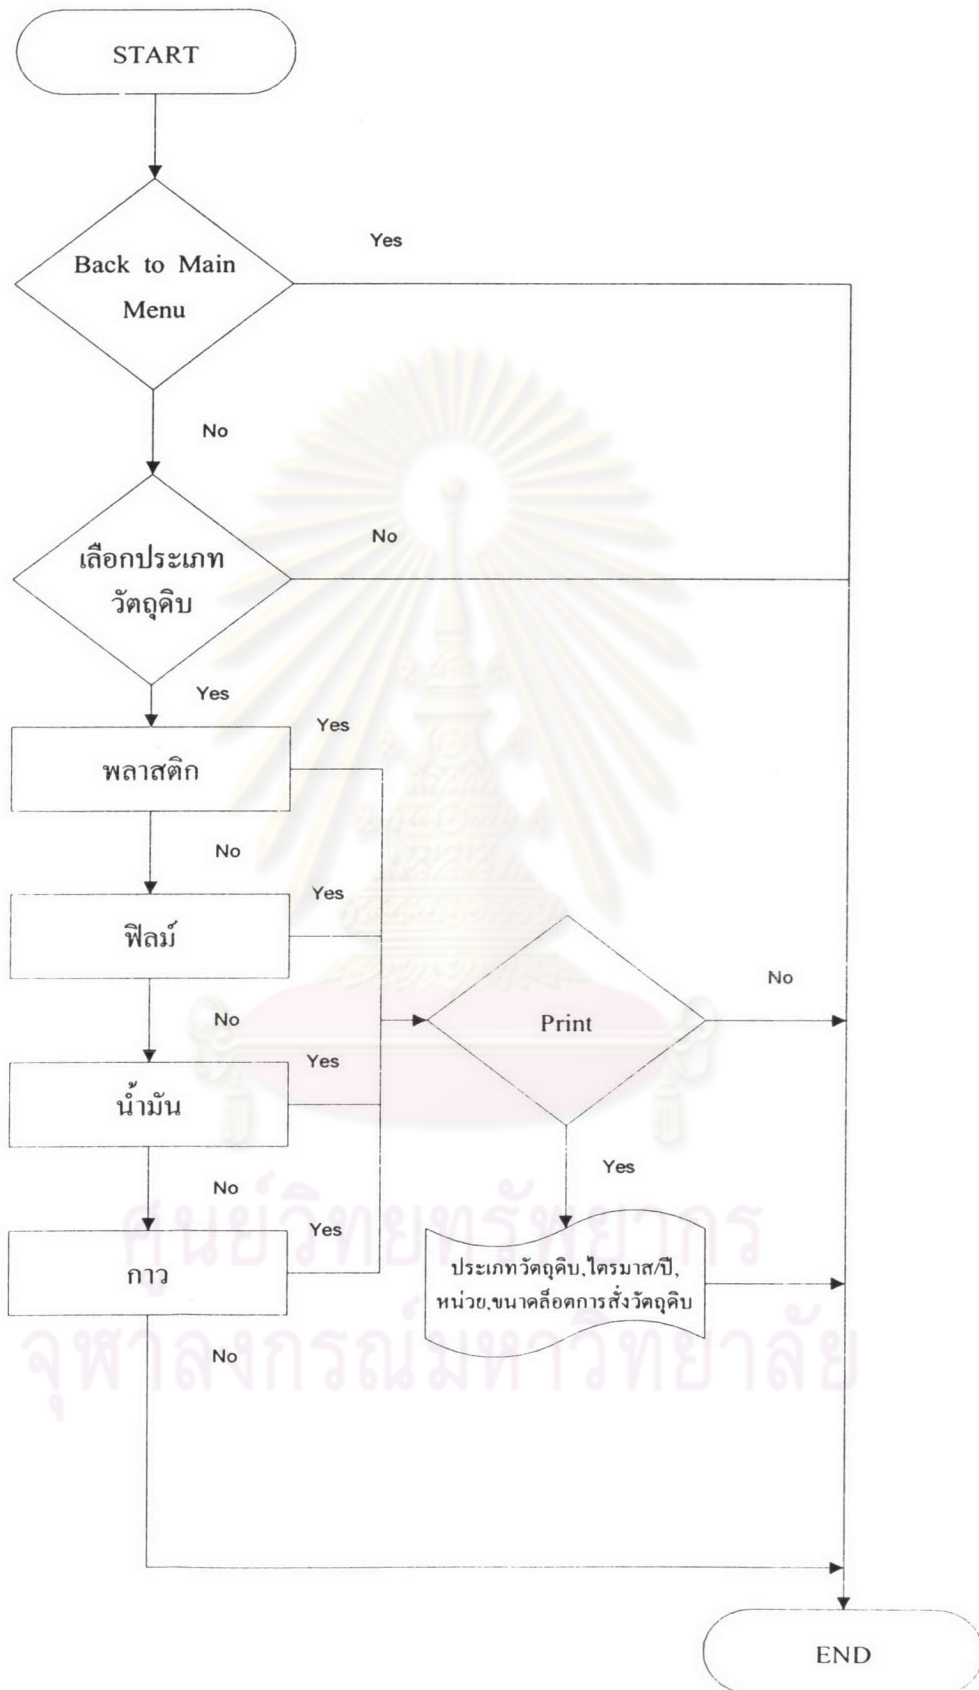 START
Back to Main
Menu
Yes
No
เลือกประเภท
วัตถุดิบ
No
Yes
พลาสติก
Yes
No
ฟิลม์
Yes
No
น้ำมัน
Yes
No
กาว
Yes
No
Print
No
Yes
ประเภทวัตถุดิบ,ไตรมาส/ปี,
หน่วย,ขนาดล็อตการสั่งวัตถุดิบ
ศูนย์วิทยทรัพยากร
จุฬาลงกรณ์มหาวิทยาลัย
END